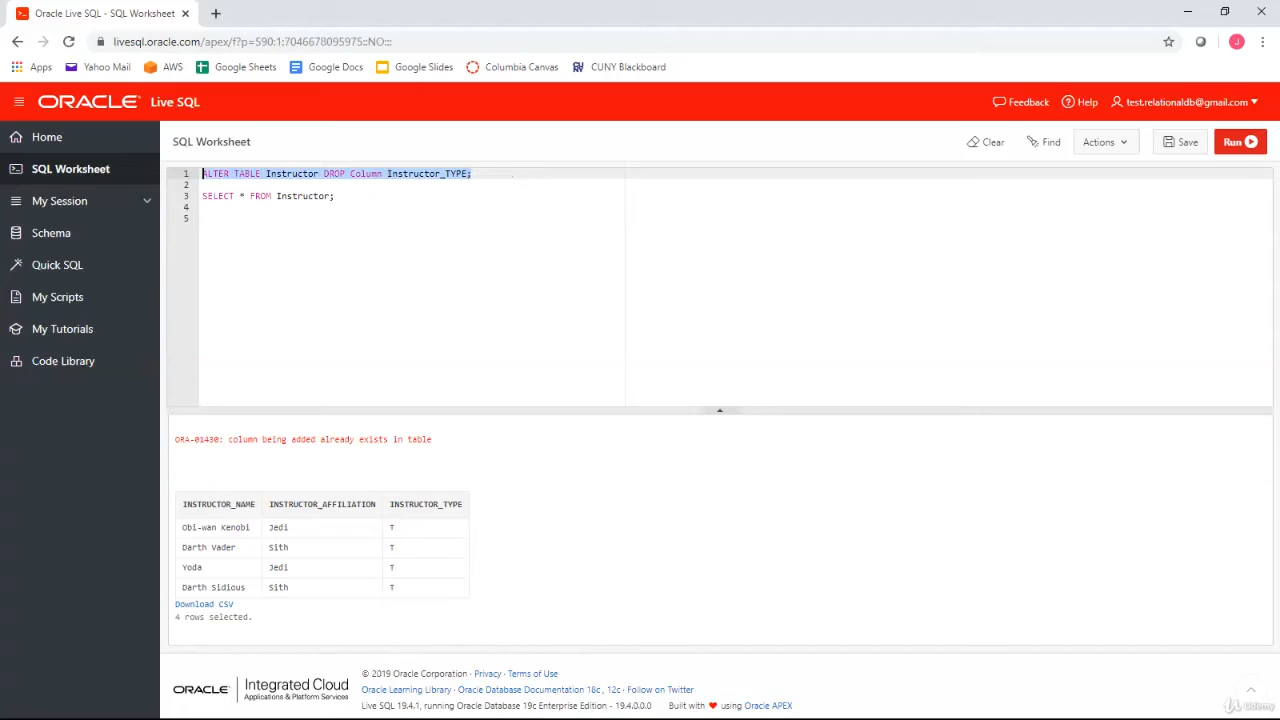 Oracle Live SQL - SQL Worksheet
livesql.oracle.com/apex/f?p=590:1:7046678095975::NO:::
Apps Yahoo Mail AWS Google Sheets Google Docs Google Slides Columbia Canvas CUNY Blackboard
ORACLE Live SQL Feedback Help test.relationaldb@gmail.com
Home
SQL Worksheet
My Session
Schema
Quick SQL
My Scripts
My Tutorials
Code Library
SQL Worksheet Clear Find Actions Save Run
1 ALTER TABLE Instructor DROP Column Instructor_TYPE;
2
3 SELECT * FROM Instructor;
4
5
ORA-01430: column being added already exists in table
INSTRUCTOR_NAME INSTRUCTOR_AFFILIATION INSTRUCTOR_TYPE
Obi-wan Kenobi Jedi T
Darth Vader Sith T
Yoda Jedi T
Darth Sidious Sith T
Download CSV
4 rows selected.
ORACLE Integrated Cloud
Applications & Platform Services
© 2019 Oracle Corporation · Privacy · Terms of Use
Oracle Learning Library · Oracle Database Documentation 18c, 12c · Follow on Twitter
Live SQL 19.4.1, running Oracle Database 19c Enterprise Edition - 19.4.0.0.0 Built with ❤ using Oracle APEX
Udemy